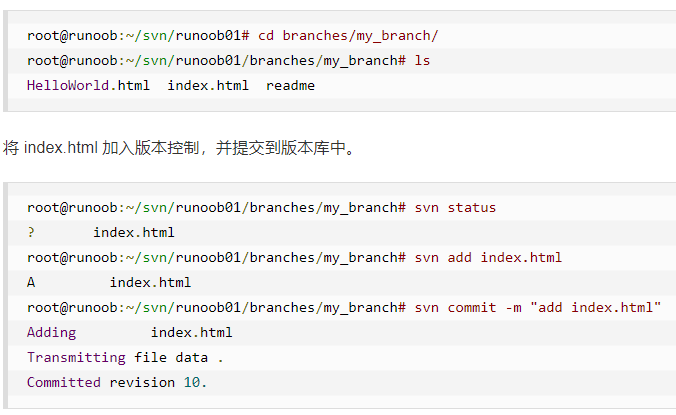 root@runoob:~/svn/runoob01# cd branches/my_branch/
root@runoob:~/svn/runoob01/branches/my_branch# ls
HelloWorld.html  index.html  readme
将 index.html 加入版本控制，并提交到版本库中。
root@runoob:~/svn/runoob01/branches/my_branch# svn status
?       index.html
root@runoob:~/svn/runoob01/branches/my_branch# svn add index.html
A         index.html
root@runoob:~/svn/runoob01/branches/my_branch# svn commit -m "add index.html"
Adding         index.html
Transmitting file data .
Committed revision 10.